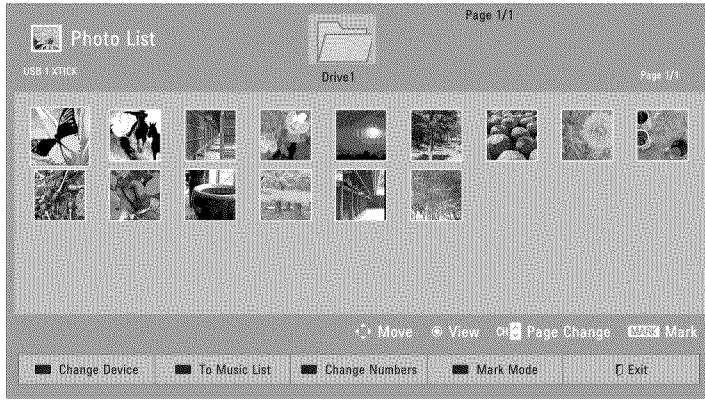 Page 1/1
Photo List
USB 1 XTICK
Drive1
Page 1/1
Move View CH Page Change MARK Mark
Change Device To Music List Change Numbers Mark Mode Exit